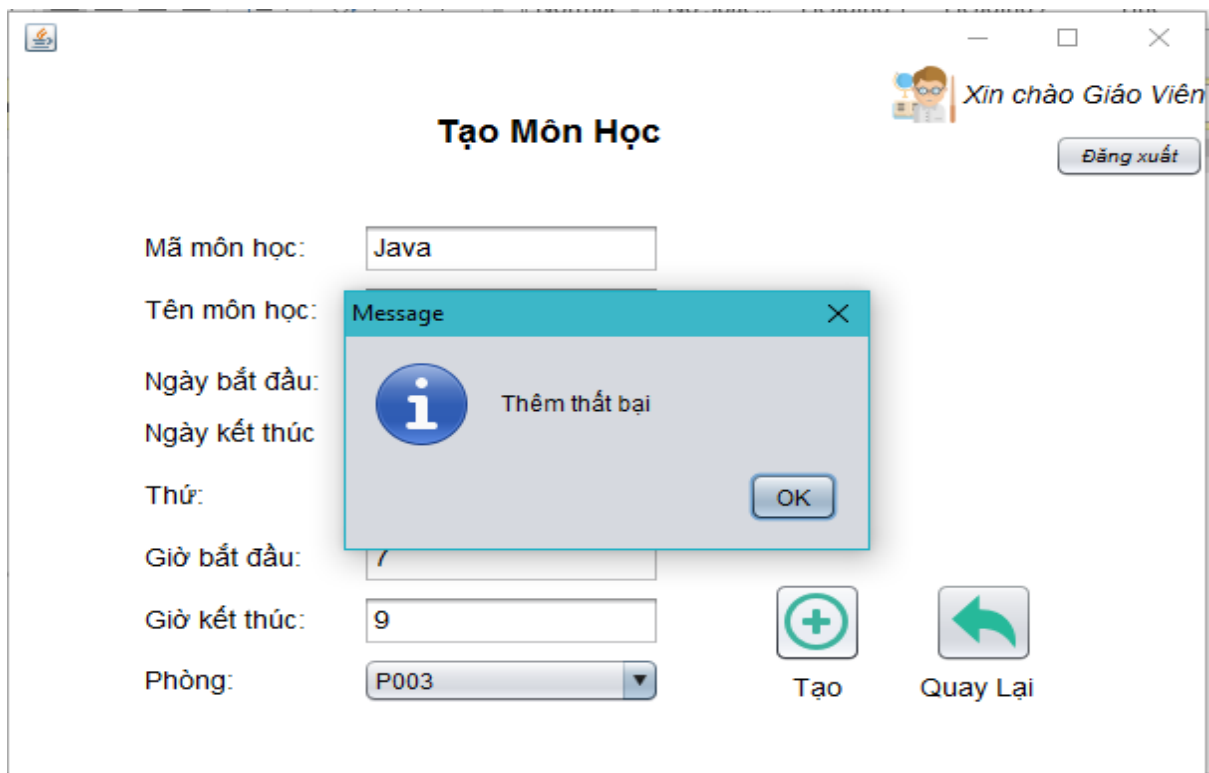 Xin chào Giáo Viên
Tạo Môn Học
Đăng xuất
Mã môn học:
Java
Tên môn học:
Message
Ngày bắt đầu:
Thêm thất bại
Ngày kết thúc
Thứ:
OK
Giờ bắt đầu:
7
Giờ kết thúc:
9
Phòng:
P003
Tạo
Quay Lại